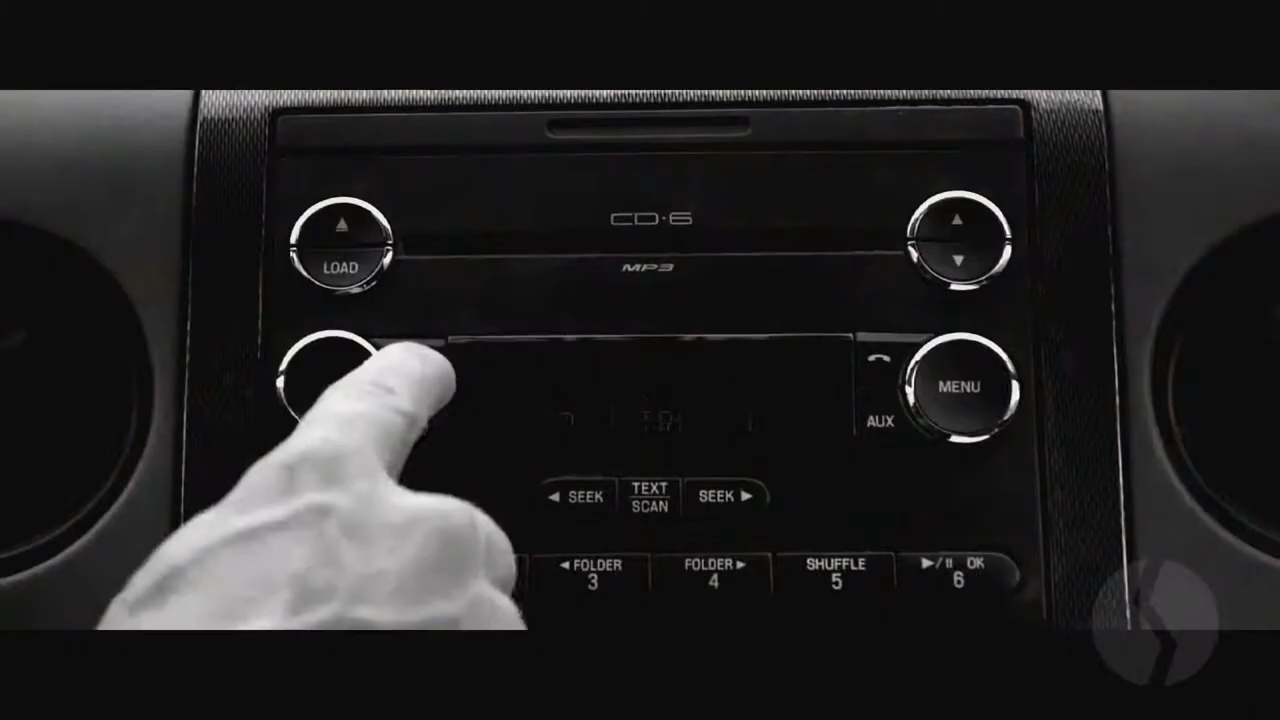 CD·6
LOAD
MP3
MENU
AUX
◀ SEEK
TEXT
SCAN
SEEK ▶
◀FOLDER
3
FOLDER▶
4
SHUFFLE
5
▶/II OK
6